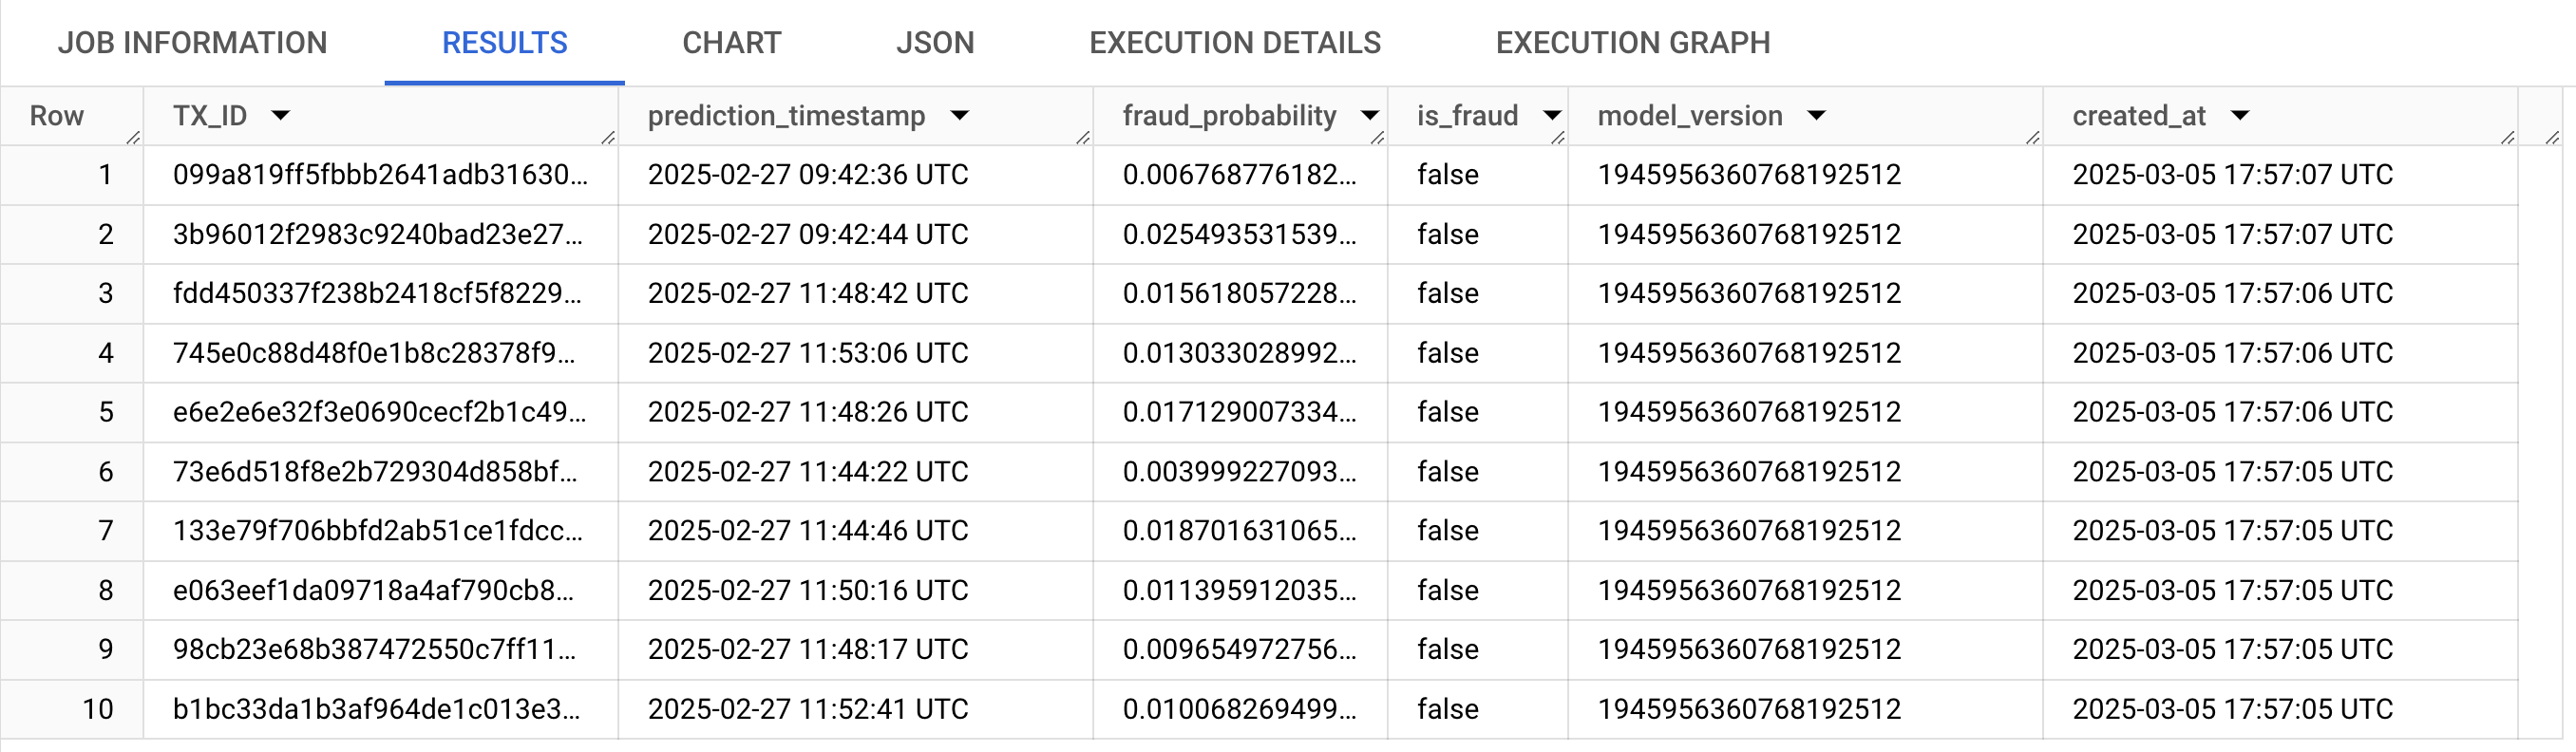 JOB INFORMATION RESULTS CHART JSON EXECUTION DETAILS EXECUTION GRAPH
Row TX_ID prediction_timestamp fraud_probability is_fraud model_version created_at
1 099a819ff5fbbb2641adb31630... 2025-02-27 09:42:36 UTC 0.006768776182... false 1945956360768192512 2025-03-05 17:57:07 UTC
2 3b96012f2983c9240bad23e27... 2025-02-27 09:42:44 UTC 0.025493531539... false 1945956360768192512 2025-03-05 17:57:07 UTC
3 fdd450337f238b2418cf5f8229... 2025-02-27 11:48:42 UTC 0.015618057228... false 1945956360768192512 2025-03-05 17:57:06 UTC
4 745e0c88d48f0e1b8c28378f9... 2025-02-27 11:53:06 UTC 0.013033028992... false 1945956360768192512 2025-03-05 17:57:06 UTC
5 e6e2e6e32f3e0690cecf2b1c49... 2025-02-27 11:48:26 UTC 0.017129007334... false 1945956360768192512 2025-03-05 17:57:06 UTC
6 73e6d518f8e2b729304d858bf... 2025-02-27 11:44:22 UTC 0.003999227093... false 1945956360768192512 2025-03-05 17:57:05 UTC
7 133e79f706bbfd2ab51ce1fdcc... 2025-02-27 11:44:46 UTC 0.018701631065... false 1945956360768192512 2025-03-05 17:57:05 UTC
8 e063eef1da09718a4af790cb8... 2025-02-27 11:50:16 UTC 0.011395912035... false 1945956360768192512 2025-03-05 17:57:05 UTC
9 98cb23e68b387472550c7ff11... 2025-02-27 11:48:17 UTC 0.009654972756... false 1945956360768192512 2025-03-05 17:57:05 UTC
10 b1bc33da1b3af964de1c013e3... 2025-02-27 11:52:41 UTC 0.010068269499... false 1945956360768192512 2025-03-05 17:57:05 UTC